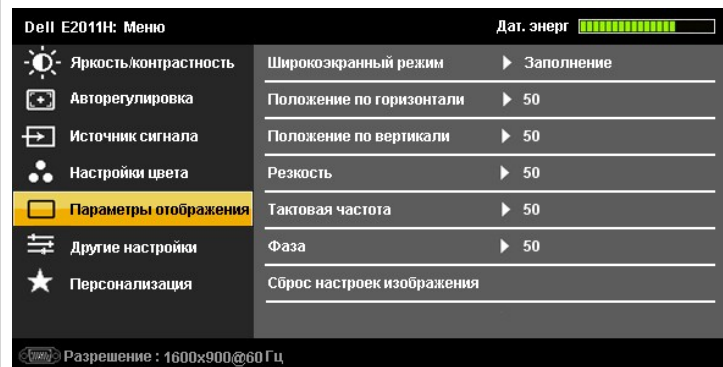 Dell E2011H: Меню
Дат. энерг
Яркость/контрастность
Широкоэкранный режим
Заполнение
Авторегулировка
Положение по горизонтали
50
Источник сигнала
Положение по вертикали
50
Настройки цвета
Резкость
50
Параметры отображения
Тактовая частота
50
Другие настройки
Фаза
50
Персонализация
Сброс настроек изображения
Разрешение : 1600x900@60 Гц